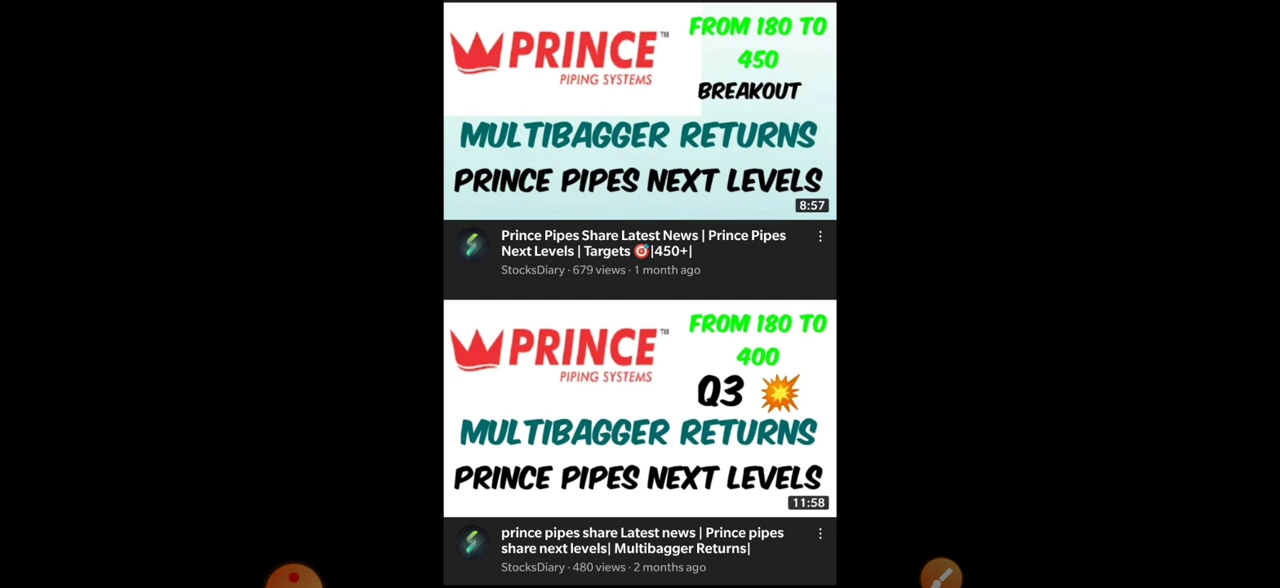 PRINCE™
PIPING SYSTEMS
FROM 180 TO
450
BREAKOUT
MULTIBAGGER RETURNS
PRINCE PIPES NEXT LEVELS
8:57
Prince Pipes Share Latest News | Prince Pipes
Next Levels | Targets 🎯|450+|
StocksDiary · 679 views · 1 month ago
PRINCE™
PIPING SYSTEMS
FROM 180 TO
400
Q3 💥
MULTIBAGGER RETURNS
PRINCE PIPES NEXT LEVELS
11:58
prince pipes share Latest news | Prince pipes
share next levels| Multibagger Returns|
StocksDiary · 480 views · 2 months ago